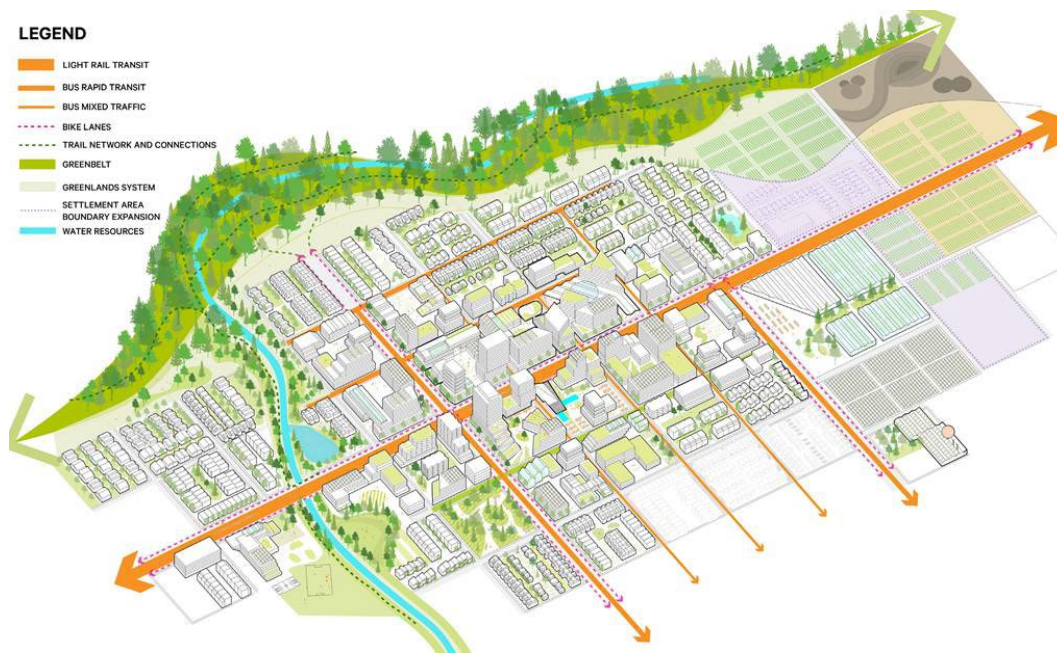 LEGEND
LIGHT RAIL TRANSIT
BUS RAPID TRANSIT
BUS MIXED TRAFFIC
BIKE LANES
TRAIL NETWORK AND CONNECTIONS
GREENBELT
GREENLANDS SYSTEM
SETTLEMENT AREA
BOUNDARY EXPANSION
WATER RESOURCES